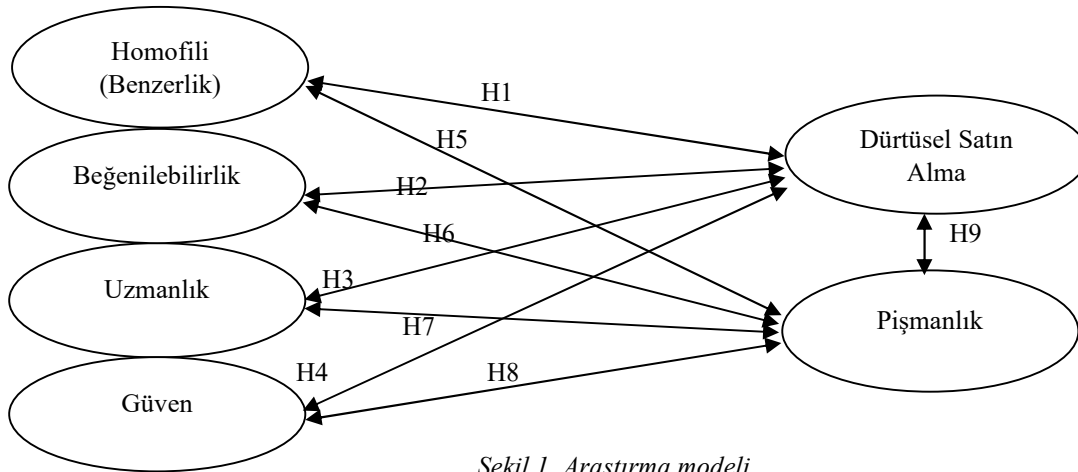 Homofili
(Benzerlik)
Beğenilebilirlik
Uzmanlık
Güven
H1
H5
H2
H6
H3
H7
H4
H8
Dürtüsel Satın
Alma
H9
Pişmanlık
Şekil 1. Araştırma modeli